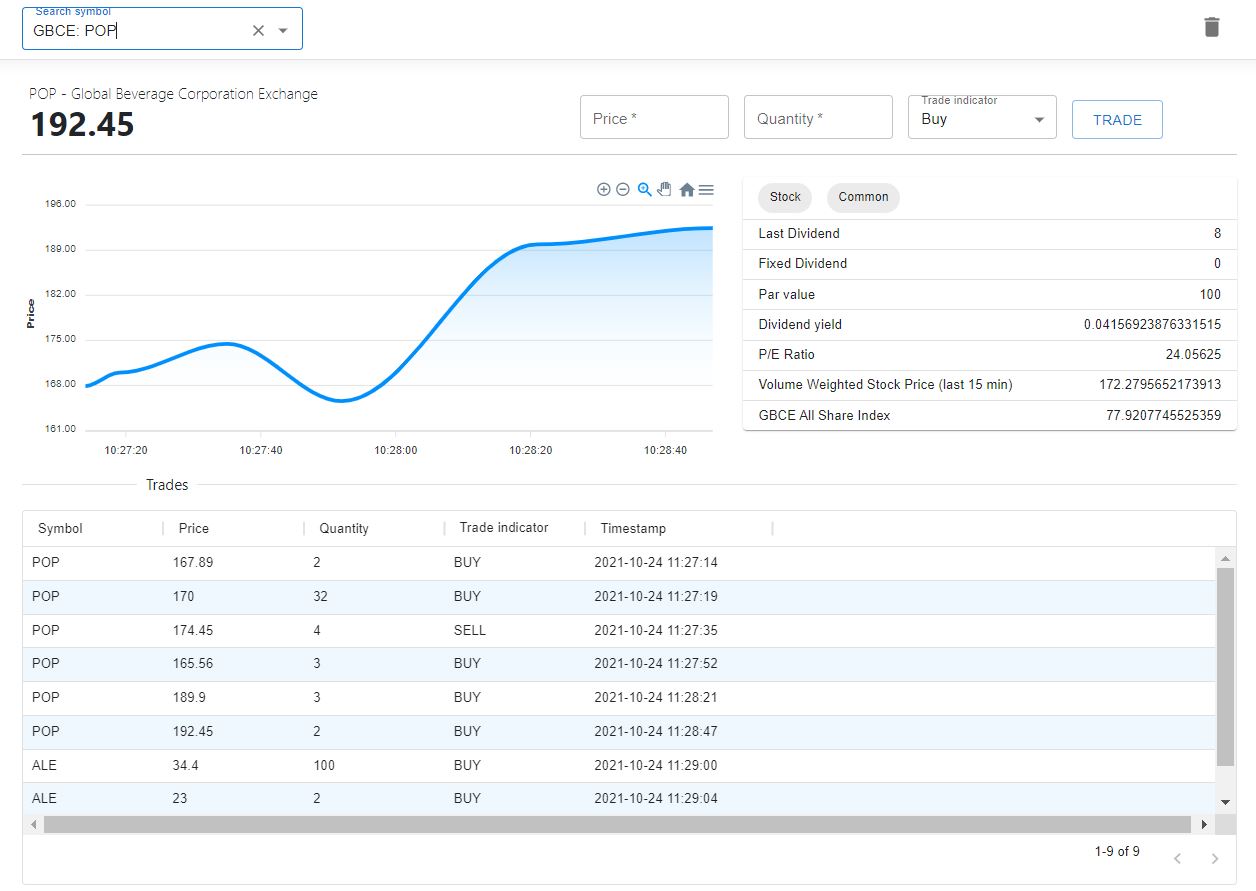 Search symbol
GBCE: POP
POP - Global Beverage Corporation Exchange
192.45
Price *
Quantity *
Trade indicator
Buy
TRADE
196.00
189.00
182.00
175.00
168.00
161.00
Price
10:27:20 10:27:40 10:28:00 10:28:20 10:28:40
Stock Common
Last Dividend 8
Fixed Dividend 0
Par value 100
Dividend yield 0.04156923876331515
P/E Ratio 24.05625
Volume Weighted Stock Price (last 15 min) 172.2795652173913
GBCE All Share Index 77.9207745525359
Trades
Symbol Price Quantity Trade indicator Timestamp
POP 167.89 2 BUY 2021-10-24 11:27:14
POP 170 32 BUY 2021-10-24 11:27:19
POP 174.45 4 SELL 2021-10-24 11:27:35
POP 165.56 3 BUY 2021-10-24 11:27:52
POP 189.9 3 BUY 2021-10-24 11:28:21
POP 192.45 2 BUY 2021-10-24 11:28:47
ALE 34.4 100 BUY 2021-10-24 11:29:00
ALE 23 2 BUY 2021-10-24 11:29:04
1-9 of 9